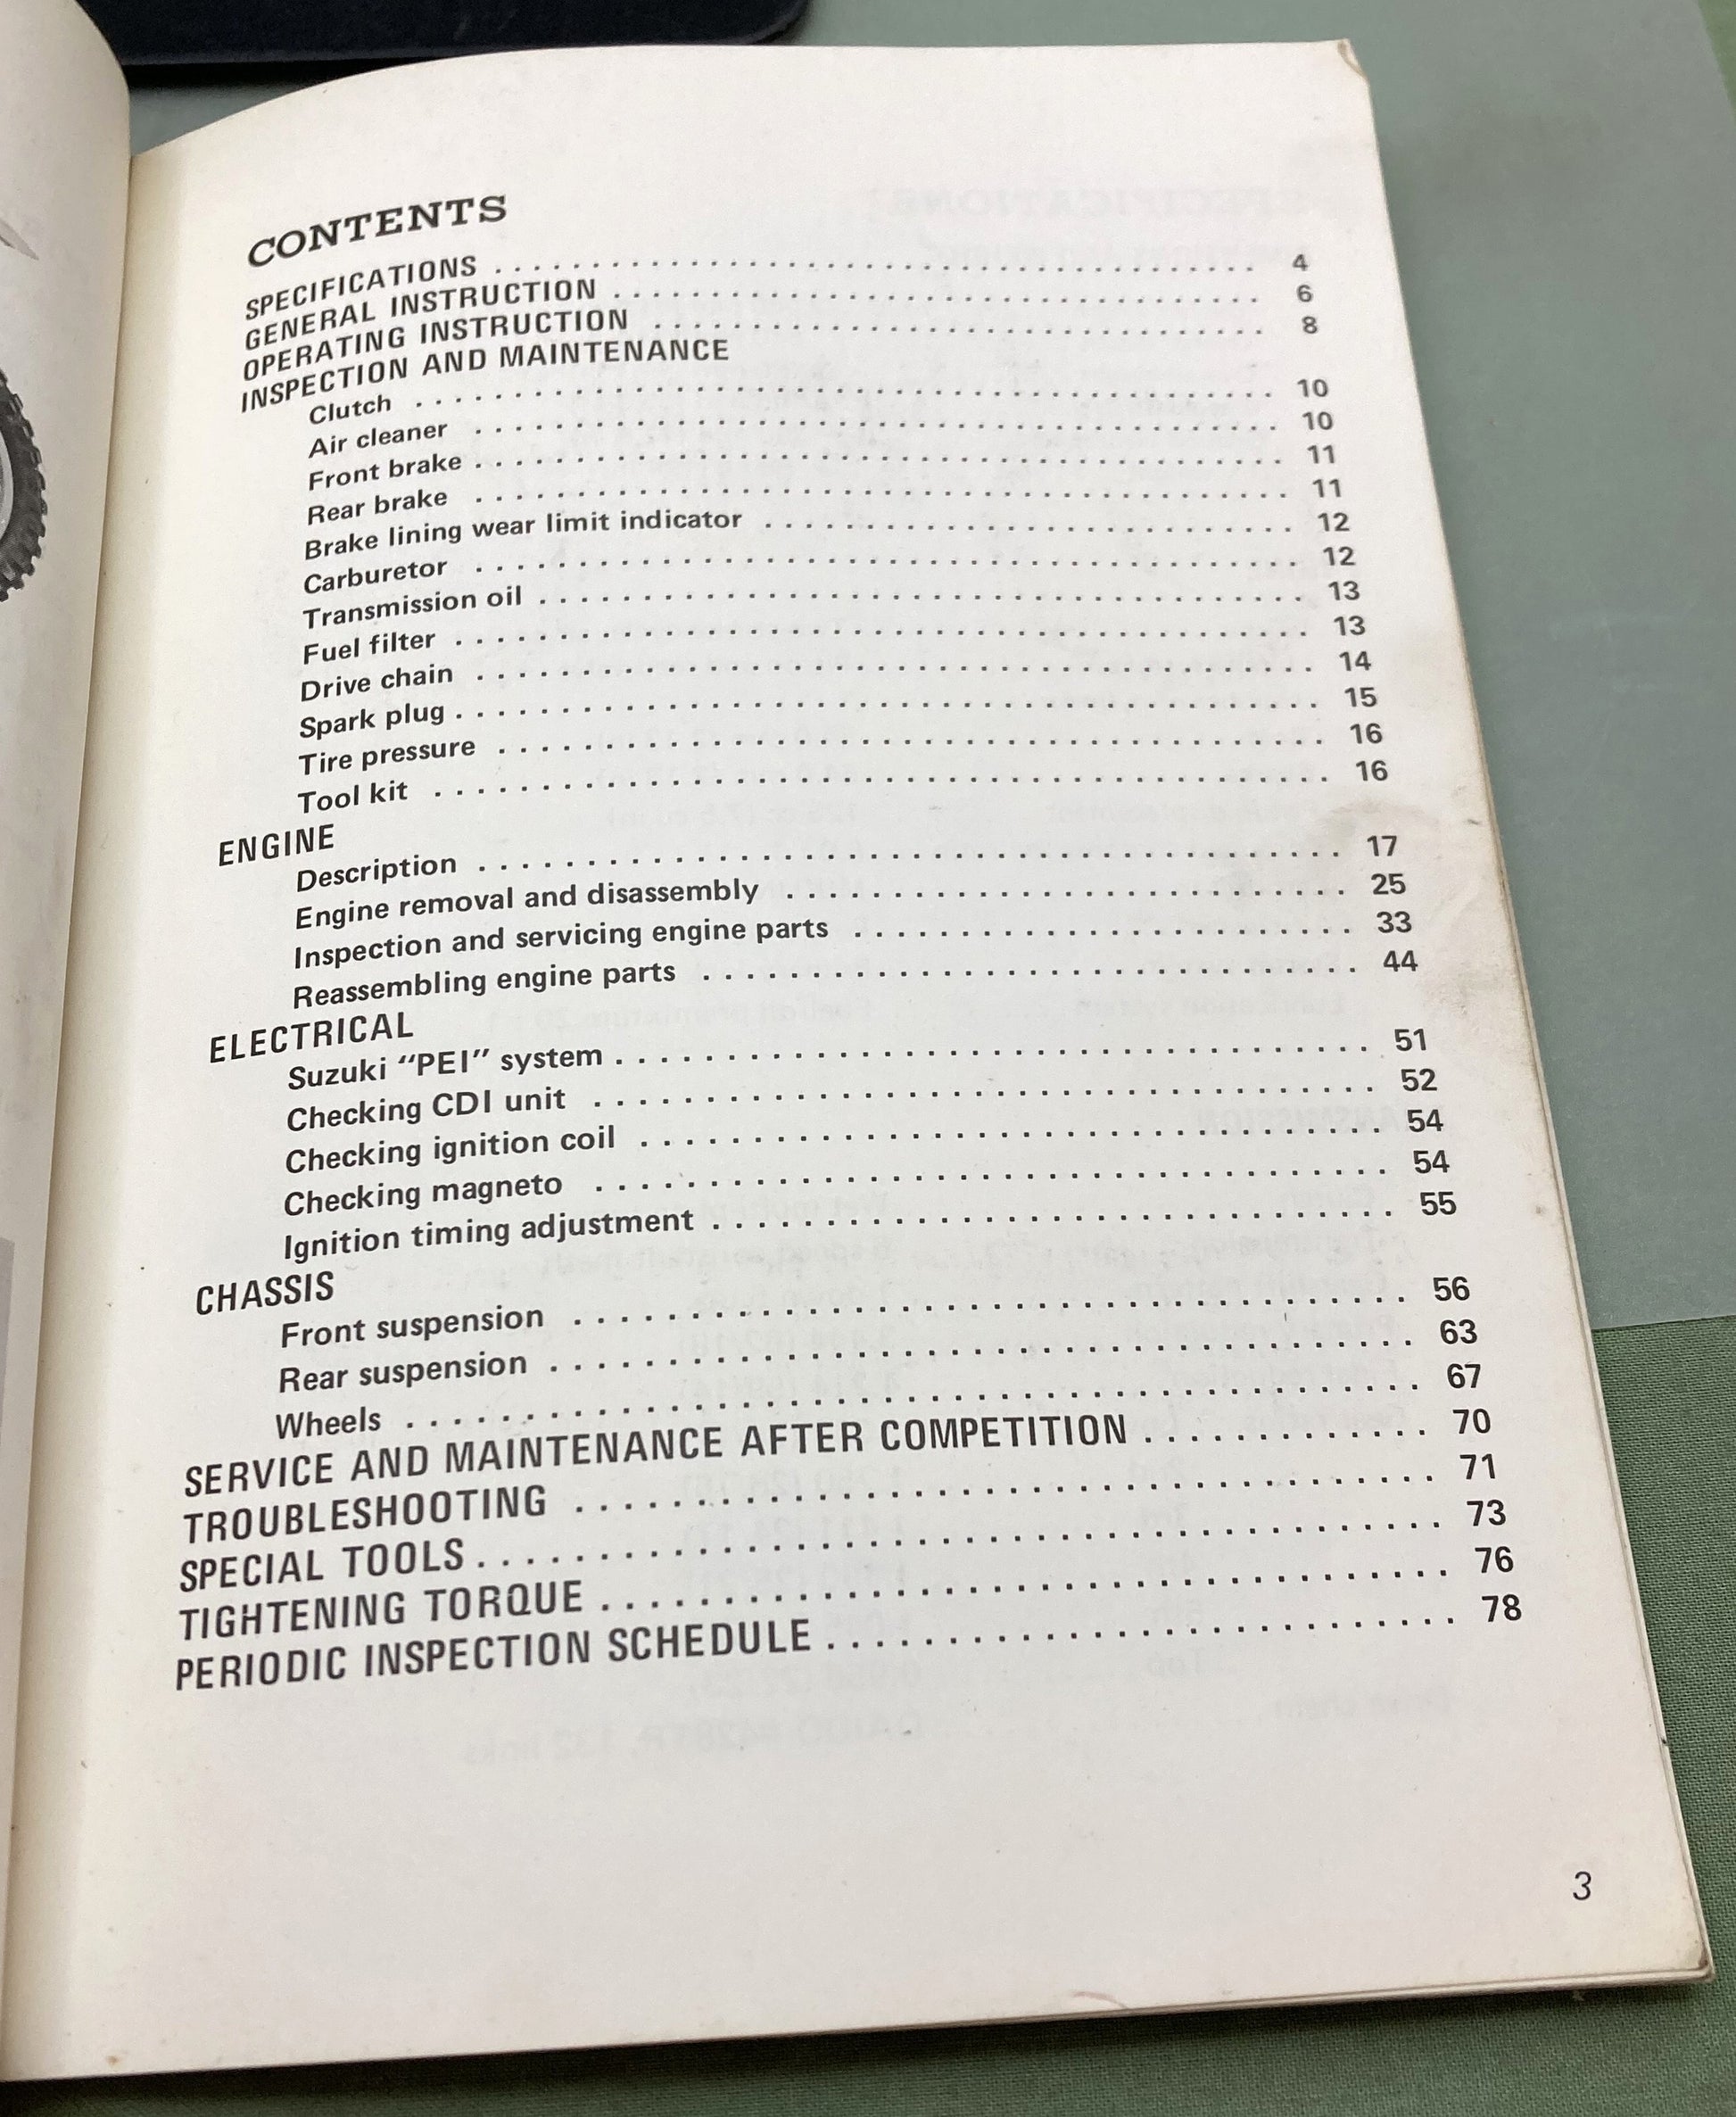 CONTENTS
SPECIFICATIONS . . . . . . . . . . . . . . . . . . . . 4
GENERAL INSTRUCTION . . . . . . . . . . . . . . . . . . . . 6
OPERATING INSTRUCTION . . . . . . . . . . . . . . . . . . . . 8
INSPECTION AND MAINTENANCE
Clutch . . . . . . . . . . . . . . . . . . . . 10
Air cleaner . . . . . . . . . . . . . . . . . . . . 10
Front brake . . . . . . . . . . . . . . . . . . . . 11
Rear brake . . . . . . . . . . . . . . . . . . . . 11
Brake lining wear limit indicator . . . . . . . . . . . . . . . . . . . . 12
Carburetor . . . . . . . . . . . . . . . . . . . . 12
Transmission oil . . . . . . . . . . . . . . . . . . . . 13
Fuel filter . . . . . . . . . . . . . . . . . . . . 13
Drive chain . . . . . . . . . . . . . . . . . . . . 14
Spark plug . . . . . . . . . . . . . . . . . . . . 15
Tire pressure . . . . . . . . . . . . . . . . . . . . 16
Tool kit . . . . . . . . . . . . . . . . . . . . 16
ENGINE
Description . . . . . . . . . . . . . . . . . . . . 17
Engine removal and disassembly . . . . . . . . . . . . . . . . . . . . 25
Inspection and servicing engine parts . . . . . . . . . . . . . . . . . . . . 33
Reassembling engine parts . . . . . . . . . . . . . . . . . . . . 44
ELECTRICAL
Suzuki “PEI” system . . . . . . . . . . . . . . . . . . . . 51
Checking CDI unit . . . . . . . . . . . . . . . . . . . . 52
Checking ignition coil . . . . . . . . . . . . . . . . . . . . 54
Checking magneto . . . . . . . . . . . . . . . . . . . . 54
Ignition timing adjustment . . . . . . . . . . . . . . . . . . . . 55
CHASSIS
Front suspension . . . . . . . . . . . . . . . . . . . . 56
Rear suspension . . . . . . . . . . . . . . . . . . . . 63
Wheels . . . . . . . . . . . . . . . . . . . . 67
SERVICE AND MAINTENANCE AFTER COMPETITION . . . . . . . . . . . . . 70
TROUBLESHOOTING . . . . . . . . . . . . . . . . . . . . 71
SPECIAL TOOLS . . . . . . . . . . . . . . . . . . . . 73
TIGHTENING TORQUE . . . . . . . . . . . . . . . . . . . . 76
PERIODIC INSPECTION SCHEDULE . . . . . . . . . . . . . . . . . . . . 78
3